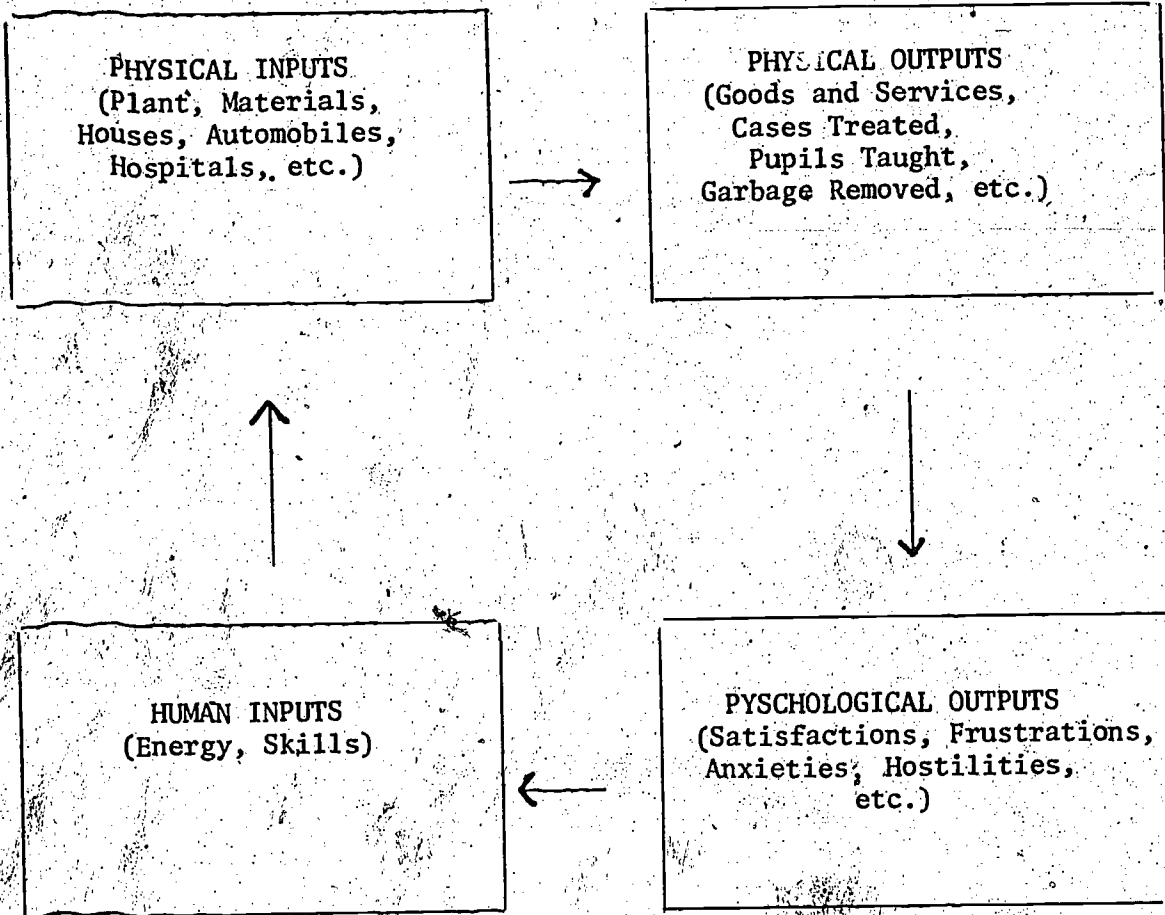 PHYSICAL INPUTS
(Plant, Materials,
Houses, Automobiles,
Hospitals, etc.)
PHYSICAL OUTPUTS
(Goods and Services,
Cases Treated,
Pupils Taught,
Garbage Removed, etc.)
HUMAN INPUTS
(Energy, Skills)
PYSCHOLOGICAL OUTPUTS
(Satisfactions, Frustrations,
Anxieties, Hostilities,
etc.)